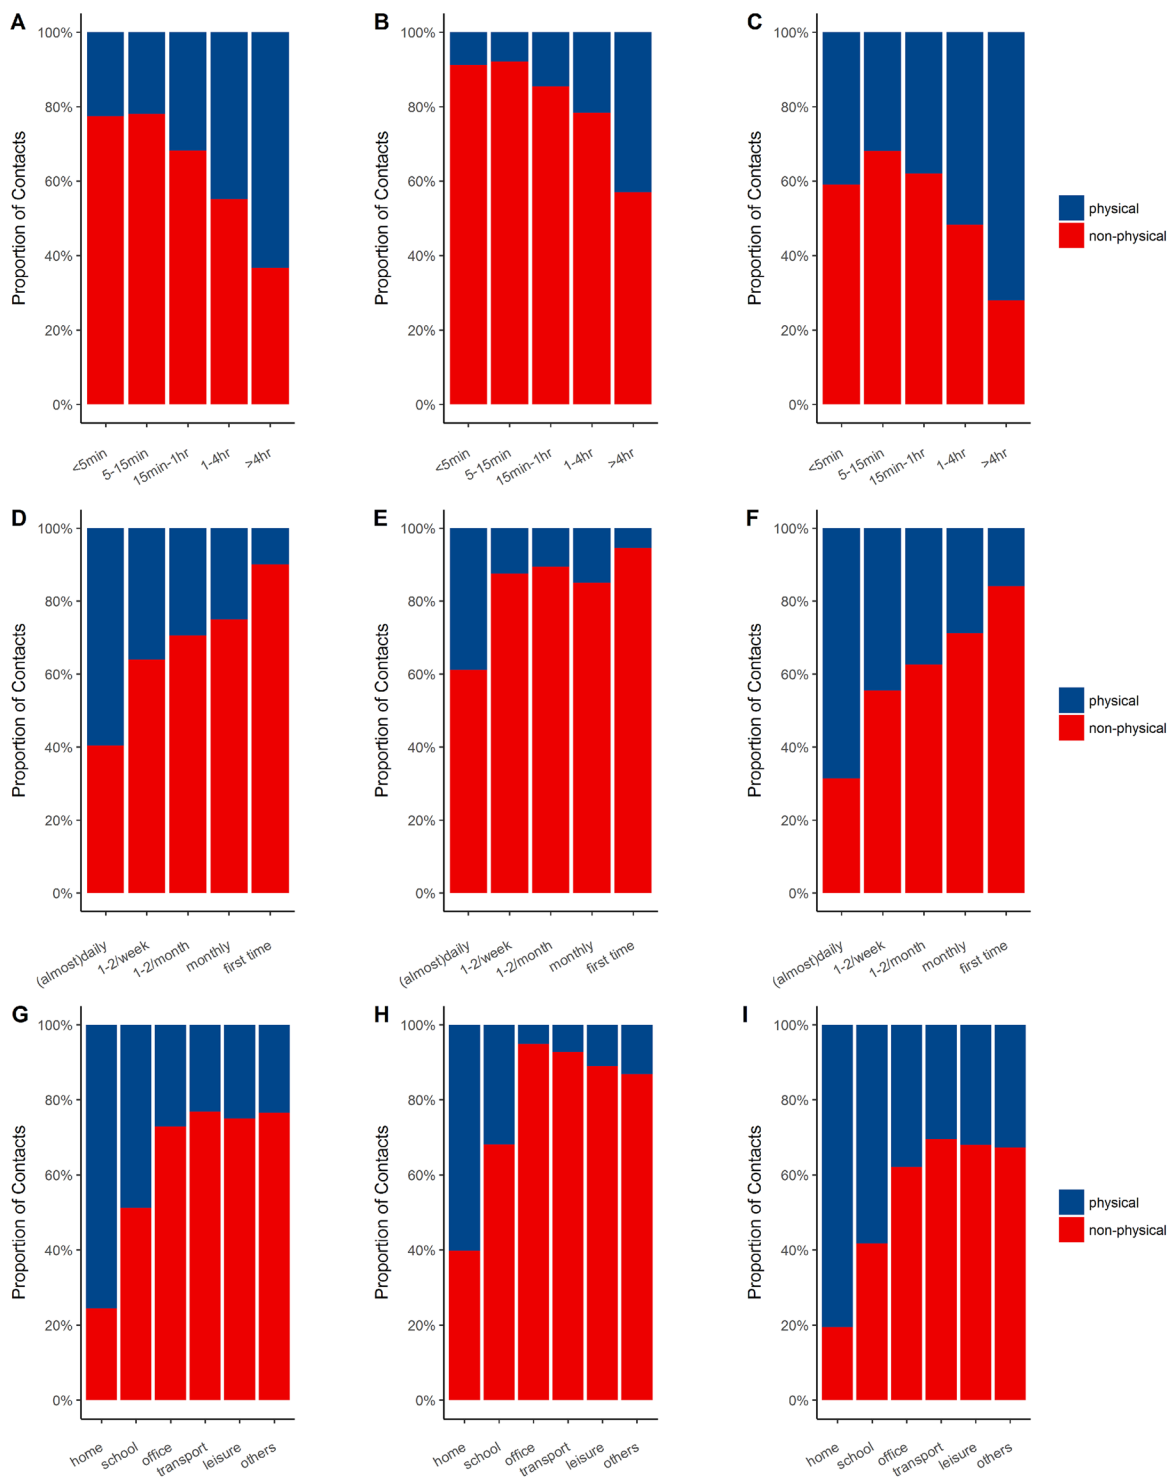 A
B
C
100%
80%
60%
40%
20%
0%
Proportion of Contacts
<5min
5-15min
15min-1hr
1-4hr
>4hr
100%
80%
60%
40%
20%
0%
Proportion of Contacts
<5min
5-15min
15min-1hr
1-4hr
>4hr
100%
80%
60%
40%
20%
0%
Proportion of Contacts
<5min
5-15min
15min-1hr
1-4hr
>4hr
physical
non-physical
D
E
F
100%
80%
60%
40%
20%
0%
Proportion of Contacts
(almost)daily
1-2/week
1-2/month
monthly
first time
100%
80%
60%
40%
20%
0%
Proportion of Contacts
(almost)daily
1-2/week
1-2/month
monthly
first time
100%
80%
60%
40%
20%
0%
Proportion of Contacts
(almost)daily
1-2/week
1-2/month
monthly
first time
physical
non-physical
G
H
I
100%
80%
60%
40%
20%
0%
Proportion of Contacts
home
school
office
transport
leisure
others
100%
80%
60%
40%
20%
0%
Proportion of Contacts
home
school
office
transport
leisure
others
100%
80%
60%
40%
20%
0%
Proportion of Contacts
home
school
office
transport
leisure
others
physical
non-physical